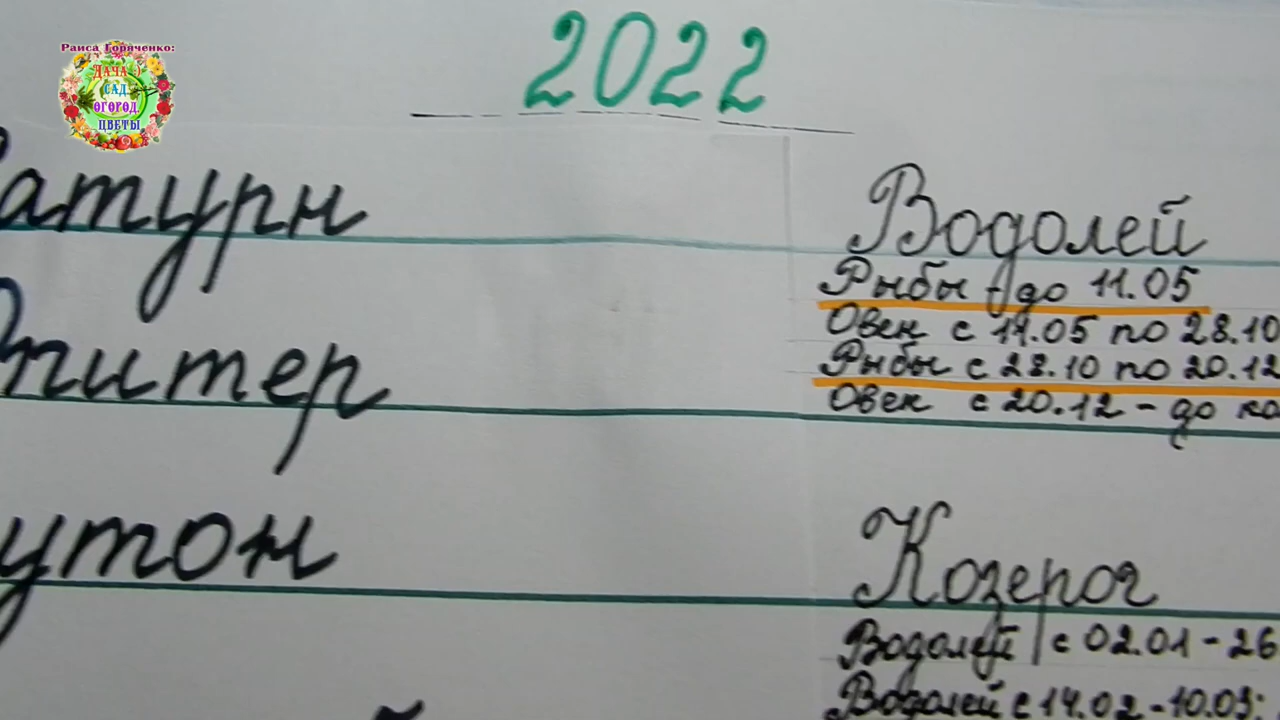 2022
Раиса Горяченко:
Дача :)
сад,
огород,
цветы
атурн
Водолей
Рыбы - до 11.05
Овен с 11.05 по 28.10
питер
Рыбы с 28.10 по 20.12
Овен с 20.12 - до ко
утон
Козерог
Водолей с 02.01 - 26
Водолей с 14.02 - 10.03;